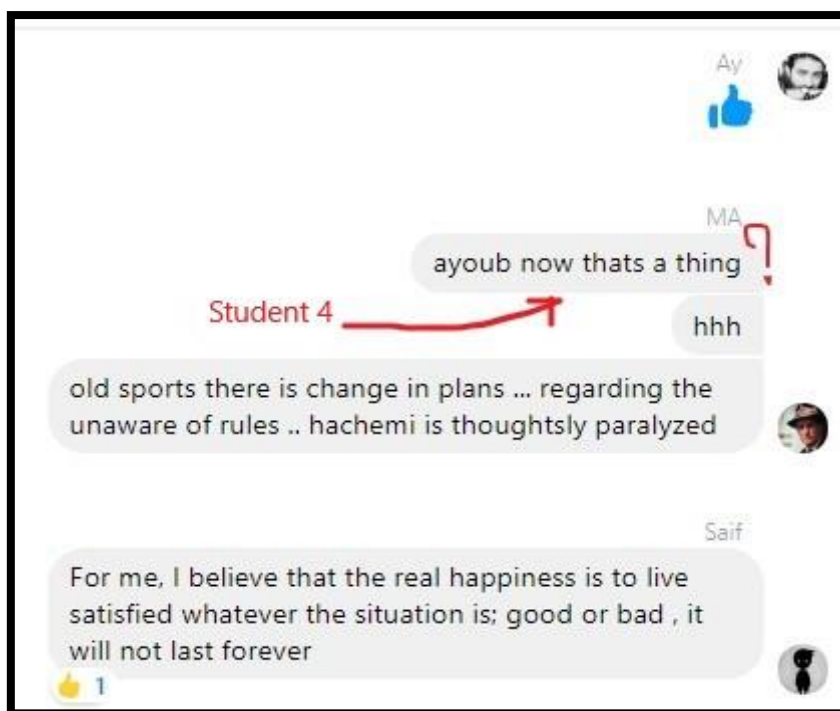 Ay
MA
ayoub now thats a thing
?
Student 4
hhh
old sports there is change in plans ... regarding the
unaware of rules .. hachemi is thoughtsly paralyzed
Saif
For me, I believe that the real happiness is to live
satisfied whatever the situation is; good or bad , it
will not last forever
1